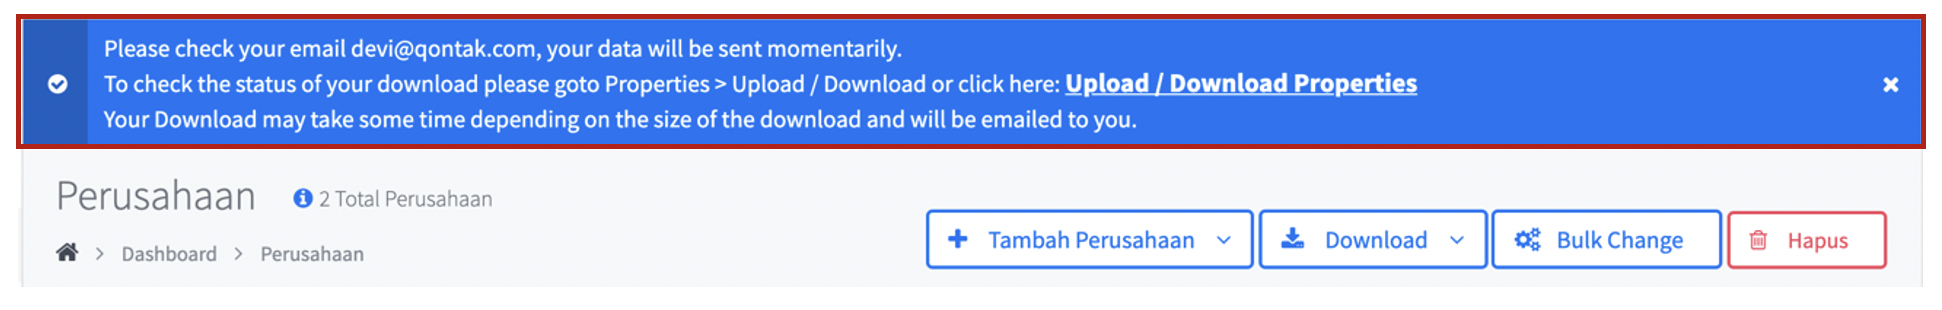 Please check your email devi@qontak.com, your data will be sent momentarily.
To check the status of your download please goto Properties > Upload / Download or click here: Upload / Download Properties
Your Download may take some time depending on the size of the download and will be emailed to you.
Perusahaan
2 Total Perusahaan
Dashboard > Perusahaan
Tambah Perusahaan
Download
Bulk Change
Hapus